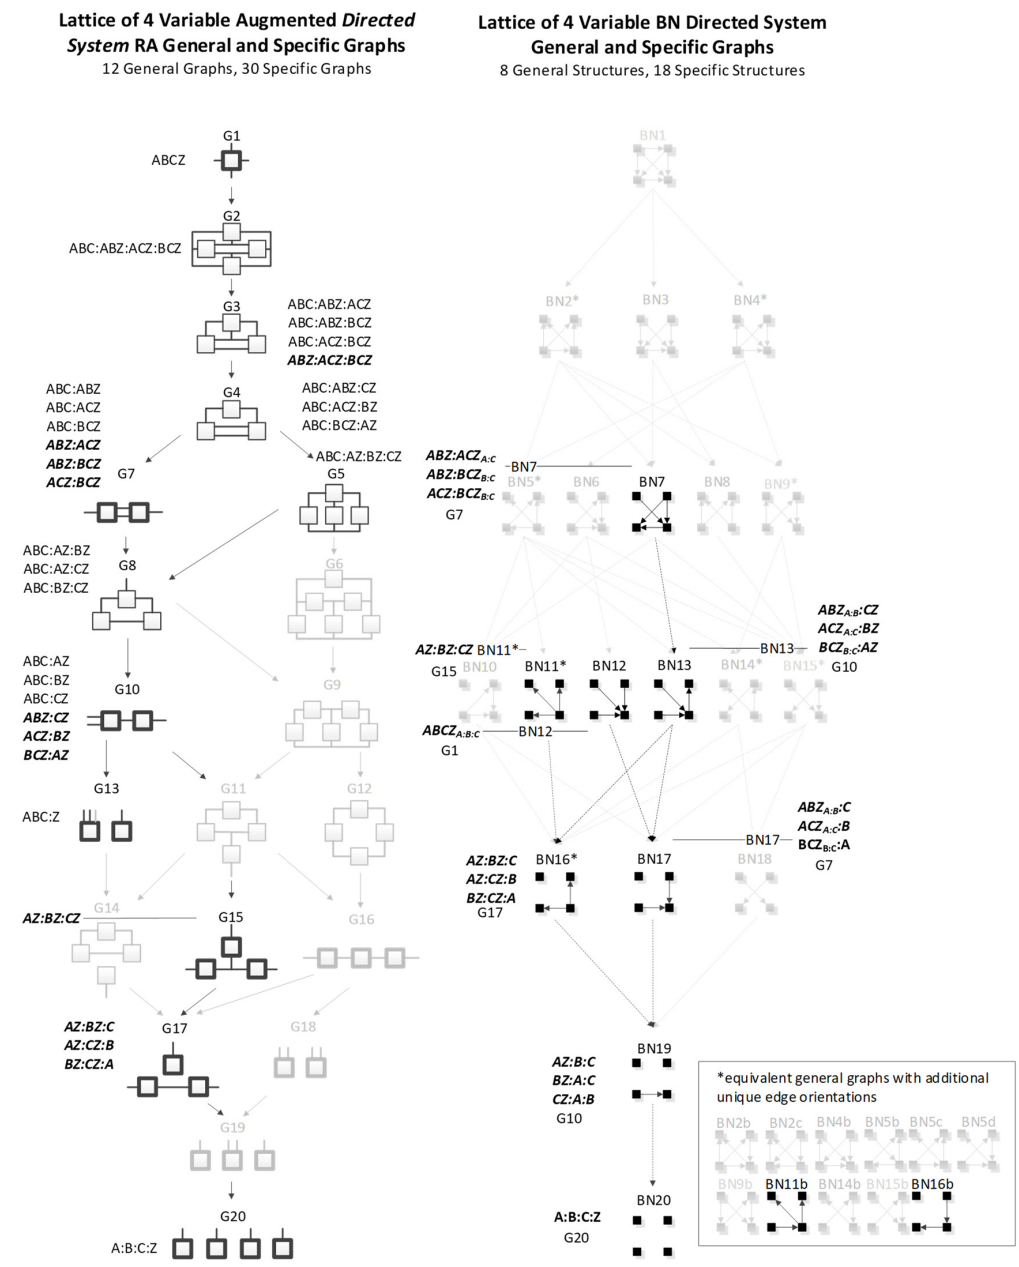 Lattice of 4 Variable Augmented Directed
System RA General and Specific Graphs
12 General Graphs, 30 Specific Graphs
G1
ABCZ
G2
ABC:ABZ:ACZ:BCZ
G3
ABC:ABZ:ACZ
ABC:ABZ:BCZ
ABC:ACZ:BCZ
ABZ:ACZ:BCZ
G4
ABC:ABZ:CZ
ABC:ACZ:BZ
ABC:BCZ:AZ
ABC:ABZ
ABC:ACZ
ABC:BCZ
ABZ:ACZ
ABZ:BCZ
ACZ:BCZ
G7
ABC:AZ:BZ:CZ
G5
ABC:AZ:BZ
ABC:AZ:CZ
ABC:BZ:CZ
G8
G6
ABC:AZ
ABC:BZ
ABC:CZ
ABZ:CZ
ACZ:BZ
BCZ:AZ
G10
G9
G13
ABC:Z
G11
G12
G14
AZ:BZ:CZ
G15
G16
AZ:BZ:C
AZ:CZ:B
BZ:CZ:A
G17
G18
G19
G20
A:B:C:Z
Lattice of 4 Variable BN Directed System
General and Specific Graphs
8 General Structures, 18 Specific Structures
BN1
BN2*
BN3
BN4*
ABZ:ACZA:C
ABZ:BCZB:C
ACZ:BCZB:C
G7
BN7
BN5*
BN6
BN7
BN8
BN9*
ABZA:B:CZ
ACZA:C:BZ
BCZB:C:AZ
G10
BN13
AZ:BZ:CZ
G15
BN11*
BN10
BN11*
BN12
BN13
BN14*
BN15*
ABCZA:B:C
G1
BN12
ABZA:B:C
ACZA:C:B
BCZB:C:A
G7
BN17
AZ:BZ:C
AZ:CZ:B
BZ:CZ:A
G17
BN16*
BN17
BN18
BN19
AZ:B:C
BZ:A:C
CZ:A:B
G10
BN20
A:B:C:Z
G20
*equivalent general graphs with additional
unique edge orientations
BN2b BN2c BN4b BN5b BN5c BN5d
BN9b BN11b BN14b BN15b BN16b